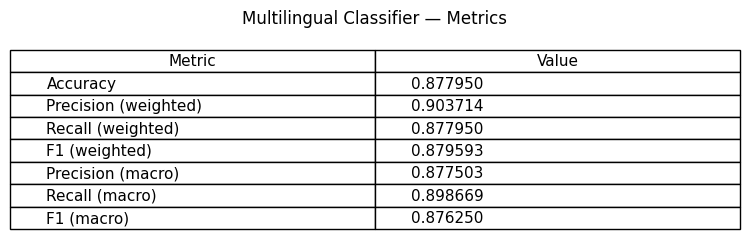 Multilingual Classifier — Metrics
Metric Value
Accuracy 0.877950
Precision (weighted) 0.903714
Recall (weighted) 0.877950
F1 (weighted) 0.879593
Precision (macro) 0.877503
Recall (macro) 0.898669
F1 (macro) 0.876250